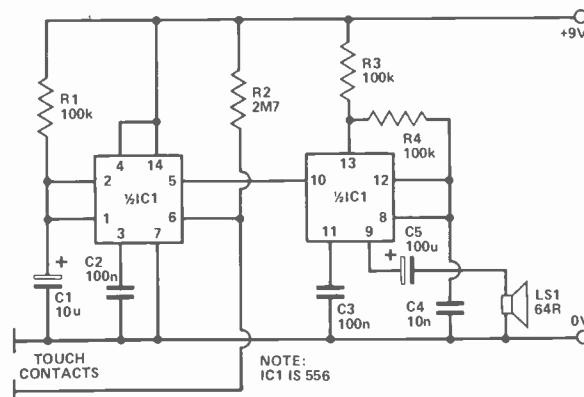 +9V
R1
100k
R2
2M7
R3
100k
R4
100k
4
14
13
2
½IC1
5
10
½IC1
12
1
6
8
3
7
11
9
C5
100u
+
+
C2
100n
C1
10u
C3
100n
C4
10n
LS1
64R
0V
TOUCH
CONTACTS
NOTE:
IC1 IS 556